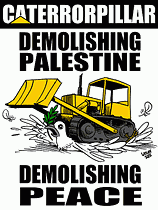 CATERRORPILLAR
DEMOLISHING
PALESTINE
DEMOLISHING
PEACE